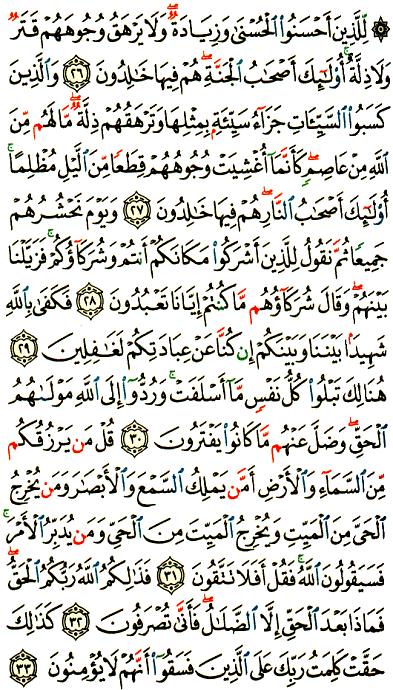 ۞ لِّلَّذِينَ أَحْسَنُوا۟ ٱلْحُسْنَىٰ وَزِيَادَةٌۭ ۖ وَلَا يَرْهَقُ وُجُوهَهُمْ قَتَرٌۭ
وَلَا ذِلَّةٌ ۚ أُو۟لَـٰٓئِكَ أَصْحَـٰبُ ٱلْجَنَّةِ ۖ هُمْ فِيهَا خَـٰلِدُونَ ﴿٢٦﴾ وَٱلَّذِينَ
كَسَبُوا۟ ٱلسَّيِّـَٔاتِ جَزَآءُ سَيِّئَةٍۭ بِمِثْلِهَا وَتَرْهَقُهُمْ ذِلَّةٌۭ ۖ مَّا لَهُم مِّنَ
ٱللَّهِ مِنْ عَاصِمٍۢ ۖ كَأَنَّمَآ أُغْشِيَتْ وُجُوهُهُمْ قِطَعًۭا مِّنَ ٱلَّيْلِ مُظْلِمًا ۚ
أُو۟لَـٰٓئِكَ أَصْحَـٰبُ ٱلنَّارِ ۖ هُمْ فِيهَا خَـٰلِدُونَ ﴿٢٧﴾ وَيَوْمَ نَحْشُرُهُمْ
جَمِيعًۭا ثُمَّ نَقُولُ لِلَّذِينَ أَشْرَكُوا۟ مَكَانَكُمْ أَنتُمْ وَشُرَكَآؤُكُمْ ۚ فَزَيَّلْنَا
بَيْنَهُمْ ۖ وَقَالَ شُرَكَآؤُهُم مَّا كُنتُمْ إِيَّانَا تَعْبُدُونَ ﴿٢٨﴾ فَكَفَىٰ بِٱللَّهِ
شَهِيدًۢا بَيْنَنَا وَبَيْنَكُمْ إِن كُنَّا عَنْ عِبَادَتِكُمْ لَغَـٰفِلِينَ ﴿٢٩﴾
هُنَالِكَ تَبْلُوا۟ كُلُّ نَفْسٍۢ مَّآ أَسْلَفَتْ ۚ وَرُدُّوٓا۟ إِلَى ٱللَّهِ مَوْلَىٰهُمُ
ٱلْحَقِّ ۖ وَضَلَّ عَنْهُم مَّا كَانُوا۟ يَفْتَرُونَ ﴿٣٠﴾ قُلْ مَن يَرْزُقُكُم
مِّنَ ٱلسَّمَآءِ وَٱلْأَرْضِ أَمَّن يَمْلِكُ ٱلسَّمْعَ وَٱلْأَبْصَـٰرَ وَمَن يُخْرِجُ
ٱلْحَىَّ مِنَ ٱلْمَيِّتِ وَيُخْرِجُ ٱلْمَيِّتَ مِنَ ٱلْحَىِّ وَمَن يُدَبِّرُ ٱلْأَمْرَ ۚ
فَسَيَقُولُونَ ٱللَّهُ ۚ فَقُلْ أَفَلَا تَتَّقُونَ ﴿٣١﴾ فَذَٰلِكُمُ ٱللَّهُ رَبُّكُمُ ٱلْحَقُّ ۖ
فَمَاذَا بَعْدَ ٱلْحَقِّ إِلَّا ٱلضَّلَـٰلُ ۖ فَأَنَّىٰ تُصْرَفُونَ ﴿٣٢﴾ كَذَٰلِكَ
حَقَّتْ كَلِمَتُ رَبِّكَ عَلَى ٱلَّذِينَ فَسَقُوٓا۟ أَنَّهُمْ لَا يُؤْمِنُونَ ﴿٣٣﴾